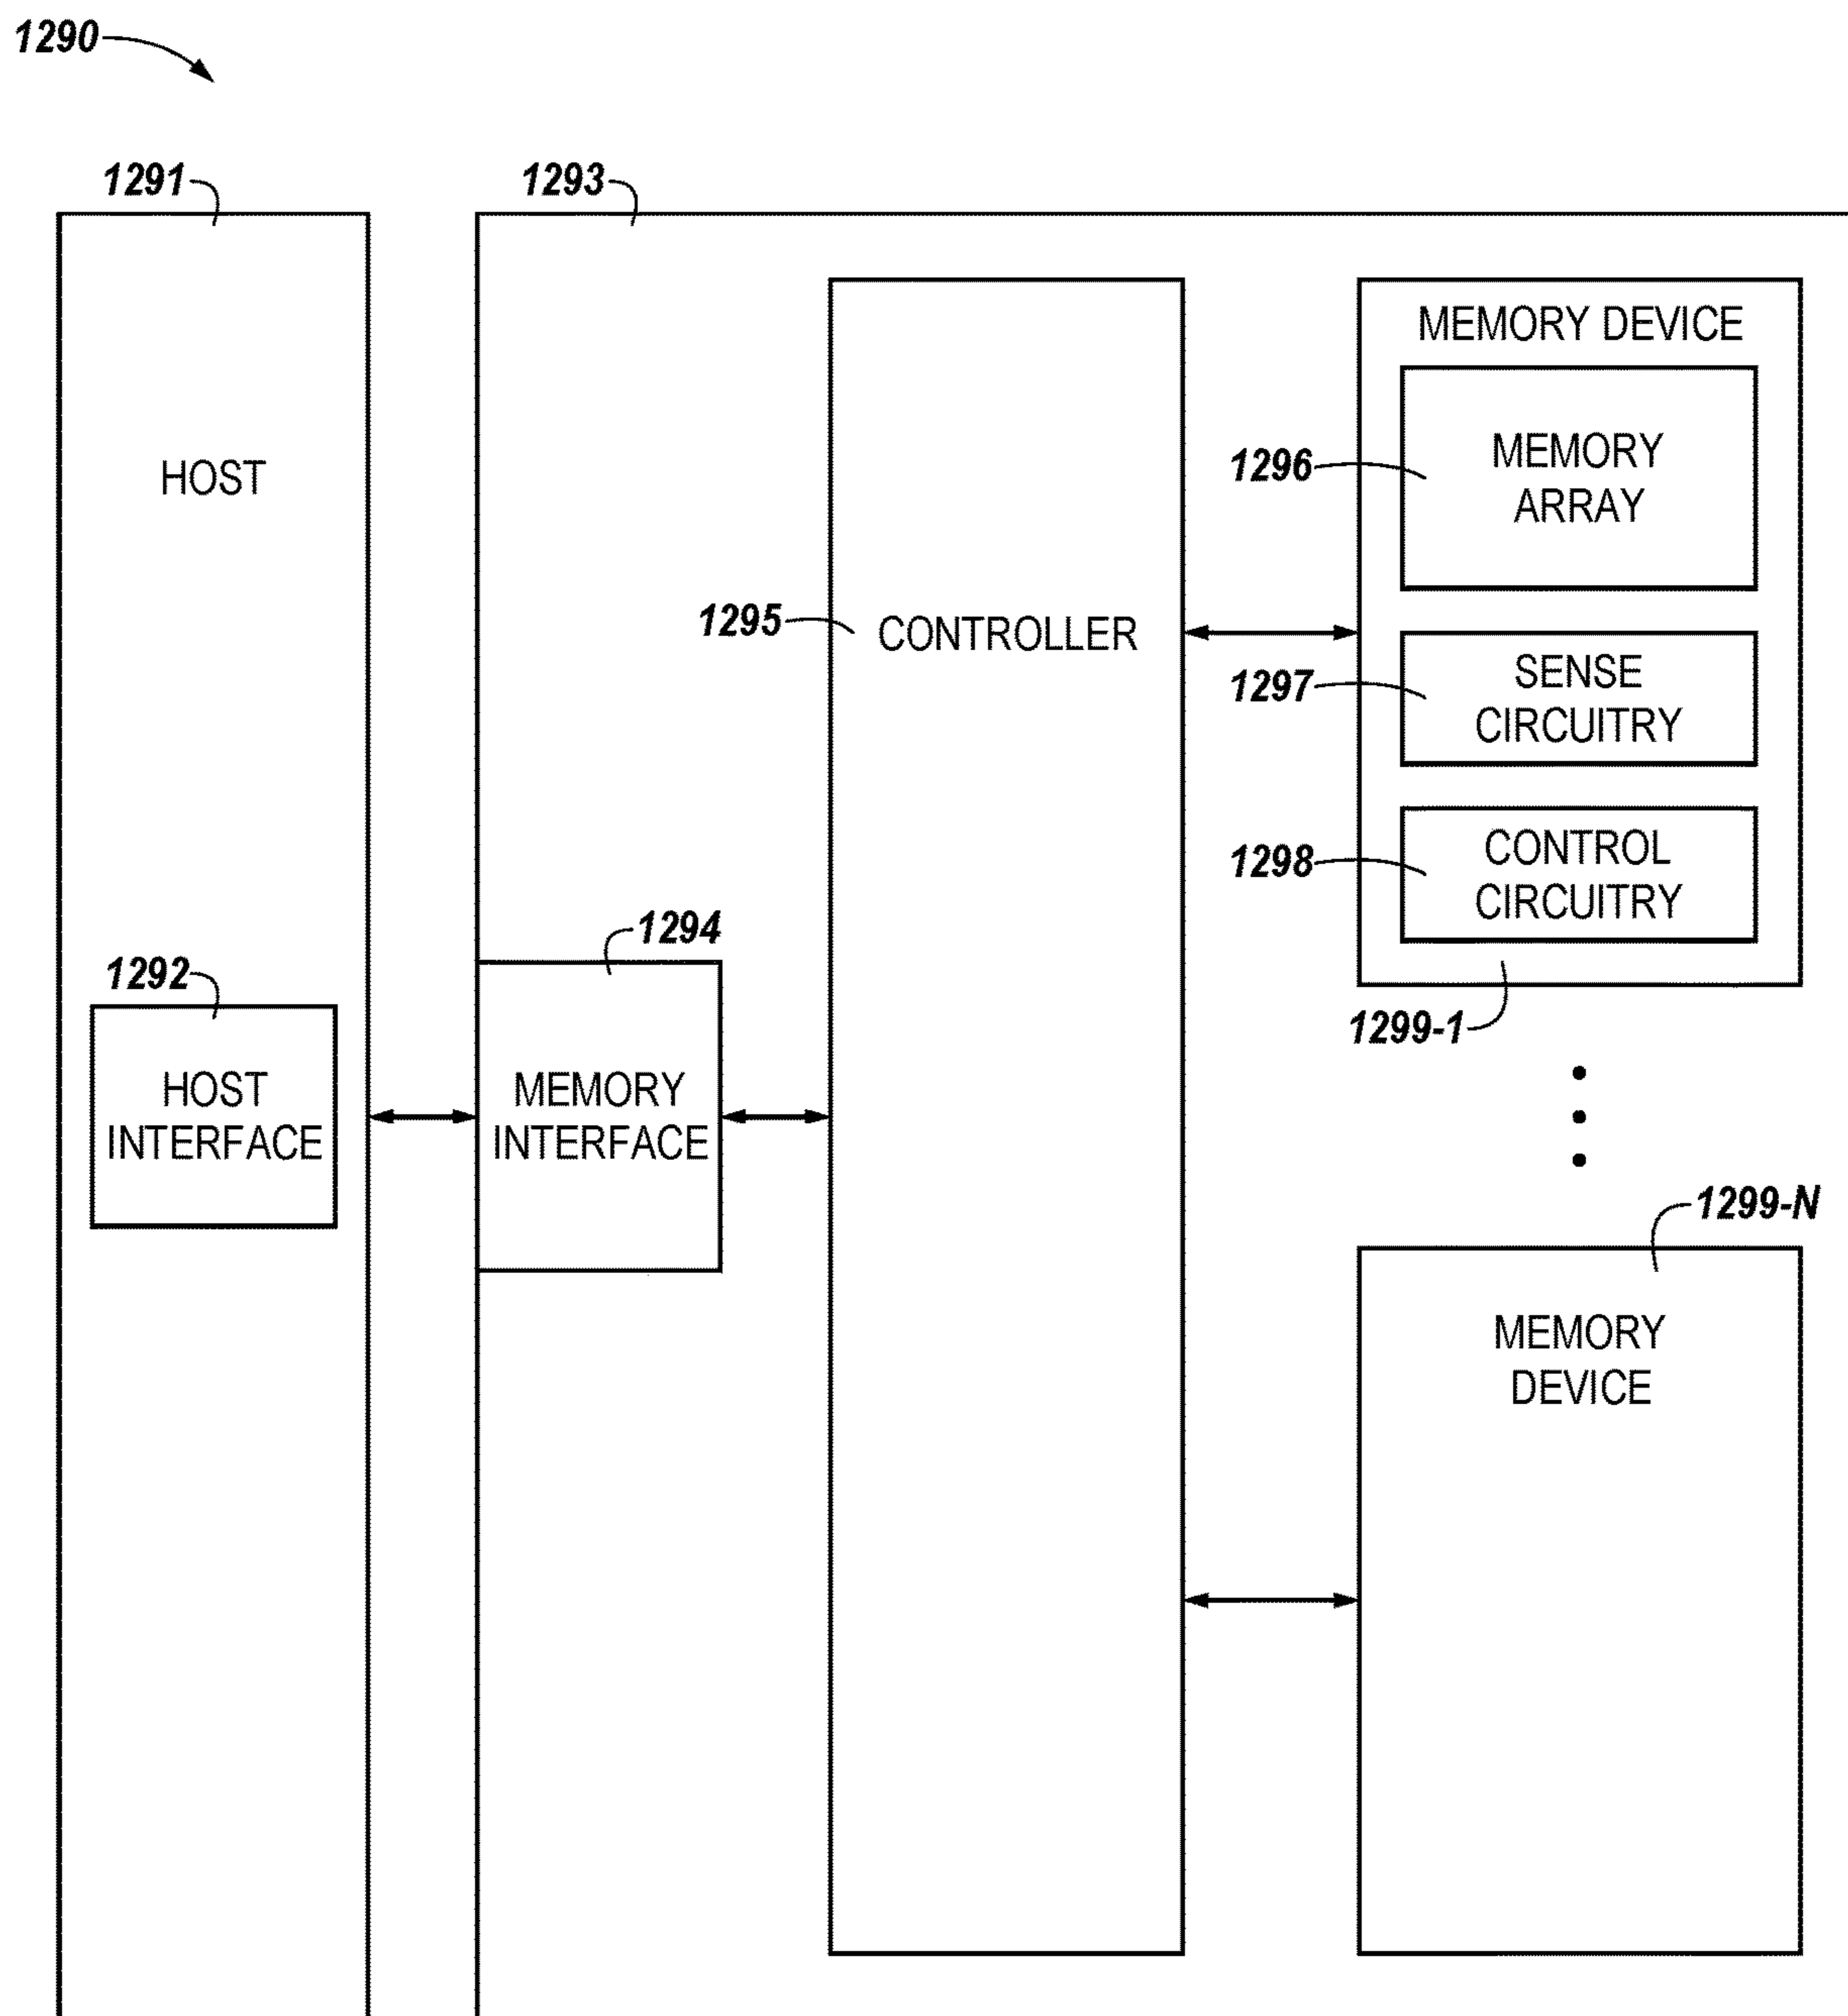 1290
1291
1293
HOST
1295
CONTROLLER
MEMORY DEVICE
1296
MEMORY
ARRAY
1297
SENSE
CIRCUITRY
1298
CONTROL
CIRCUITRY
1299-1
1292
HOST
INTERFACE
1294
MEMORY
INTERFACE
1299-N
MEMORY
DEVICE